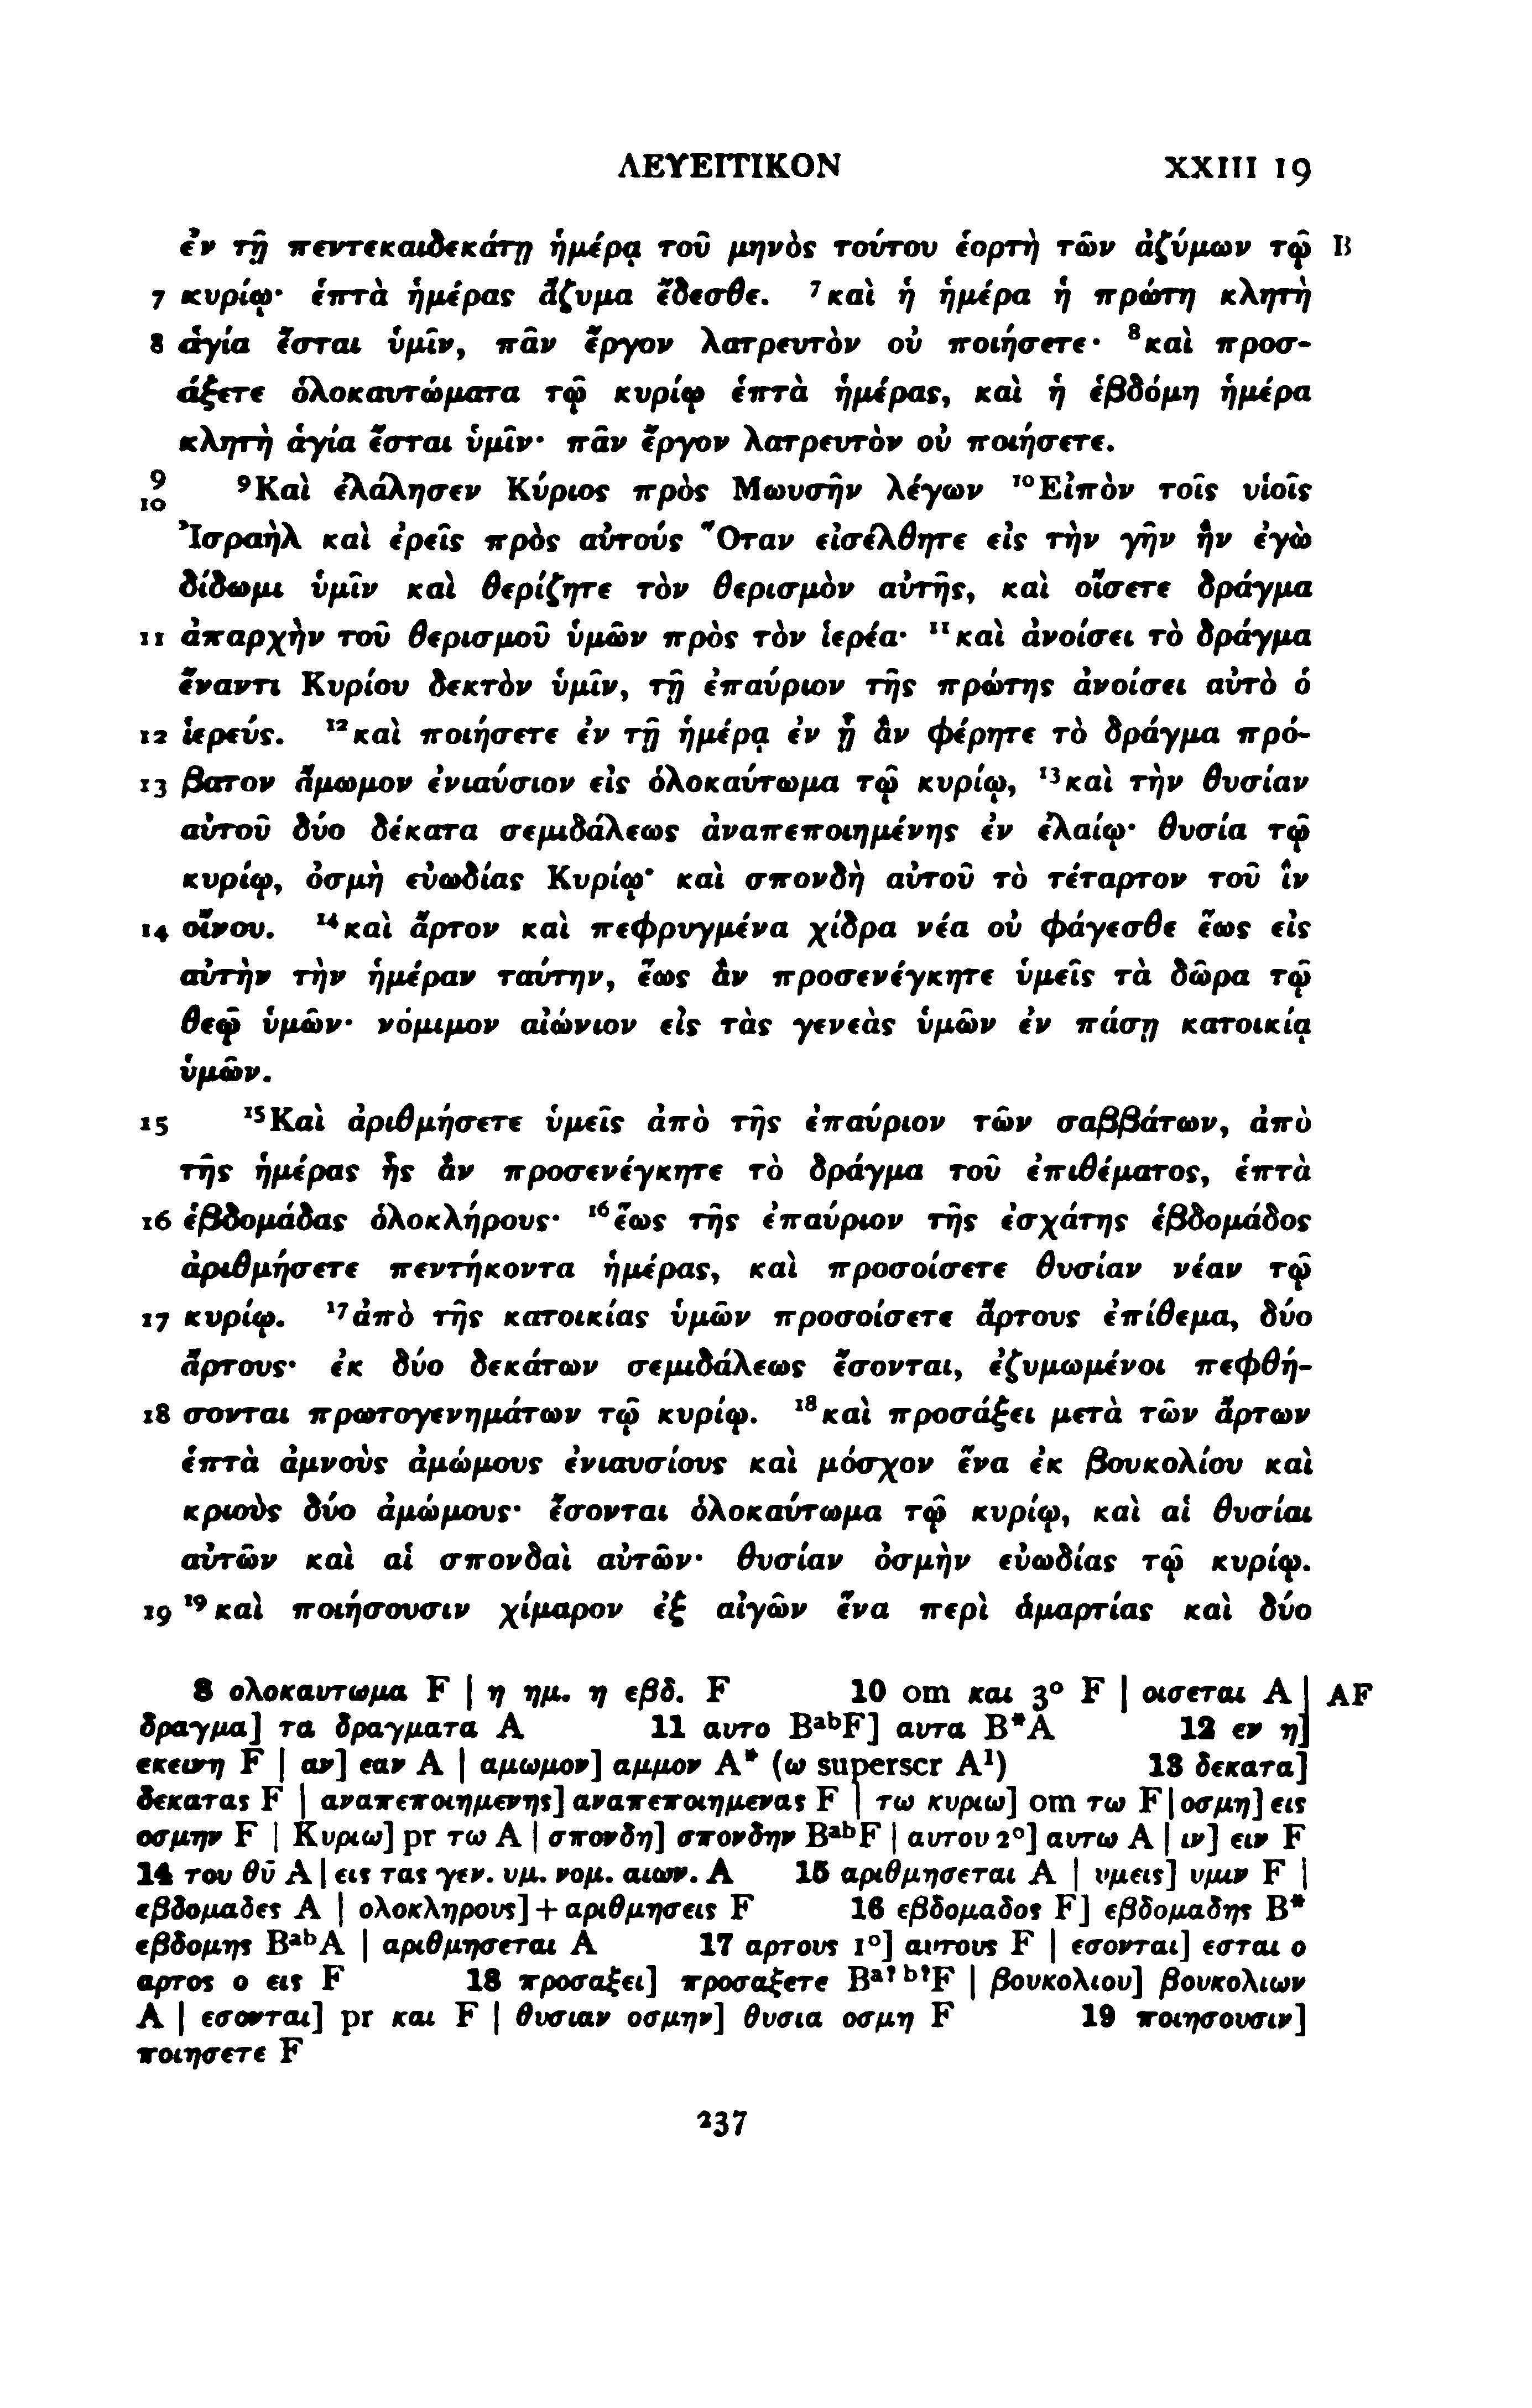 ΛΕΥΕΙΤΙΚΟΝ XXIII 19
ἐν τῇ πεντεκαιδεκάτῃ ἡμέρᾳ τοῦ μηνὸς τούτου ἑορτὴ τῶν ἀζύμων τῷ B
7 κυρίῳ· ἑπτὰ ἡμέρας ἄζυμα ἔδεσθε. ⁷καὶ ἡ ἡμέρα ἡ πρώτη κλητὴ
8 ἁγία ἔσται ὑμῖν, πᾶν ἔργον λατρευτὸν οὐ ποιήσετε· ⁸καὶ προσ-
άξετε ὁλοκαυτώματα τῷ κυρίῳ ἑπτὰ ἡμέρας, καὶ ἡ ἑβδόμη ἡμέρα
κλητὴ ἁγία ἔσται ὑμῖν· πᾶν ἔργον λατρευτὸν οὐ ποιήσετε.
9 10 ⁹Καὶ ἐλάλησεν Κύριος πρὸς Μωυσῆν λέγων ¹⁰Εἰπὸν τοῖς υἱοῖς
Ἰσραὴλ καὶ ἐρεῖς πρὸς αὐτούς Ὅταν εἰσέλθητε εἰς τὴν γῆν ἣν ἐγὼ
δίδωμι ὑμῖν καὶ θερίζητε τὸν θερισμὸν αὐτῆς, καὶ οἴσετε δράγμα
11 ἀπαρχὴν τοῦ θερισμοῦ ὑμῶν πρὸς τὸν ἱερέα· ¹¹καὶ ἀνοίσει τὸ δράγμα
ἔναντι Κυρίου δεκτὸν ὑμῖν, τῇ ἐπαύριον τῆς πρώτης ἀνοίσει αὐτὸ ὁ
12 ἱερεύς. ¹²καὶ ποιήσετε ἐν τῇ ἡμέρᾳ ἐν ᾗ ἂν φέρητε τὸ δράγμα πρό-
13 βατον ἄμωμον ἐνιαύσιον εἰς ὁλοκαύτωμα τῷ κυρίῳ, ¹³καὶ τὴν θυσίαν
αὐτοῦ δύο δέκατα σεμιδάλεως ἀναπεποιημένης ἐν ἐλαίῳ· θυσία τῷ
κυρίῳ, ὀσμὴ εὐωδίας Κυρίῳ· καὶ σπονδὴ αὐτοῦ τὸ τέταρτον τοῦ ἲν
14 οἴνου. ¹⁴καὶ ἄρτον καὶ πεφρυγμένα χίδρα νέα οὐ φάγεσθε ἕως εἰς
αὐτὴν τὴν ἡμέραν ταύτην, ἕως ἂν προσενέγκητε ὑμεῖς τὰ δῶρα τῷ
θεῷ ὑμῶν· νόμιμον αἰώνιον εἰς τὰς γενεὰς ὑμῶν ἐν πάσῃ κατοικίᾳ
ὑμῶν.
15 ¹⁵Καὶ ἀριθμήσετε ὑμεῖς ἀπὸ τῆς ἐπαύριον τῶν σαββάτων, ἀπὸ
τῆς ἡμέρας ἧς ἂν προσενέγκητε τὸ δράγμα τοῦ ἐπιθέματος, ἑπτὰ
16 ἑβδομάδας ὁλοκλήρους· ¹⁶ἕως τῆς ἐπαύριον τῆς ἐσχάτης ἑβδομάδος
ἀριθμήσετε πεντήκοντα ἡμέρας, καὶ προσοίσετε θυσίαν νέαν τῷ
17 κυρίῳ. ¹⁷ἀπὸ τῆς κατοικίας ὑμῶν προσοίσετε ἄρτους ἐπίθεμα, δύο
ἄρτους· ἐκ δύο δεκάτων σεμιδάλεως ἔσονται, ἐζυμωμένοι πεφθή-
18 σονται πρωτογενημάτων τῷ κυρίῳ. ¹⁸καὶ προσάξει μετὰ τῶν ἄρτων
ἑπτὰ ἀμνοὺς ἀμώμους ἐνιαυσίους καὶ μόσχον ἕνα ἐκ βουκολίου καὶ
κριοὺς δύο ἀμώμους· ἔσονται ὁλοκαύτωμα τῷ κυρίῳ, καὶ αἱ θυσίαι
αὐτῶν καὶ αἱ σπονδαὶ αὐτῶν· θυσίαν ὀσμὴν εὐωδίας τῷ κυρίῳ.
19 ¹⁹καὶ ποιήσουσιν χίμαρον ἐξ αἰγῶν ἕνα περὶ ἁμαρτίας καὶ δύο
8 ολοκαυτωμα F | η ημ. η εβδ. F 10 om και 3° F | οισεται A | AF
δραγμα] τα δραγματα A 11 αυτο BᵃᵇF] αυτα B*A 12 εν η]
εκεινη F | αν] εαν A | αμωμον] αμμον A* (ω superscr A¹) 13 δεκατα]
δεκατας F | αναπεποιημενης] αναπεποιημενας F | τω κυριω] om τω F | οσμη] εις
οσμην F | Κυριω] pr τω A | σπονδη] σπονδην BᵃᵇF | αυτου 2°] αυτω A | ιν] ειν F
14 του θῡ A | εις τας γεν. υμ. νομ. αιων. A 15 αριθμησεται A | υμεις] υμιν F |
εβδομαδες A | ολοκληρους]+αριθμησεις F 16 εβδομαδος F] εβδομαδης B*
εβδομης BᵃᵇA | αριθμησεται A 17 αρτους 1°] αυτους F | εσονται] εσται ο
αρτος ο εις F 18 προσαξει] προσαξετε Bᵃ?ᵇ?F | βουκολιου] βουκολιων
A | εσονται] pr και F | θυσιαν οσμην] θυσια οσμη F 19 ποιησουσιν]
ποιησετε F
237